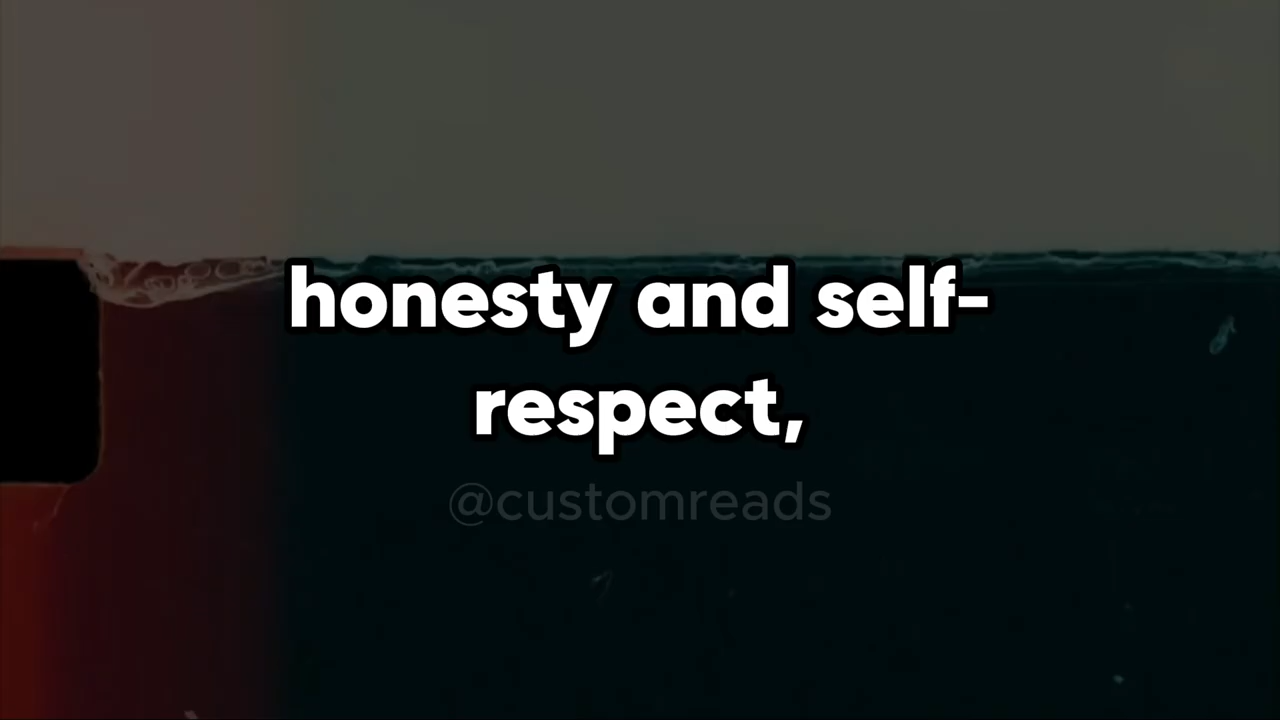 honesty and self-
respect,
@customreads